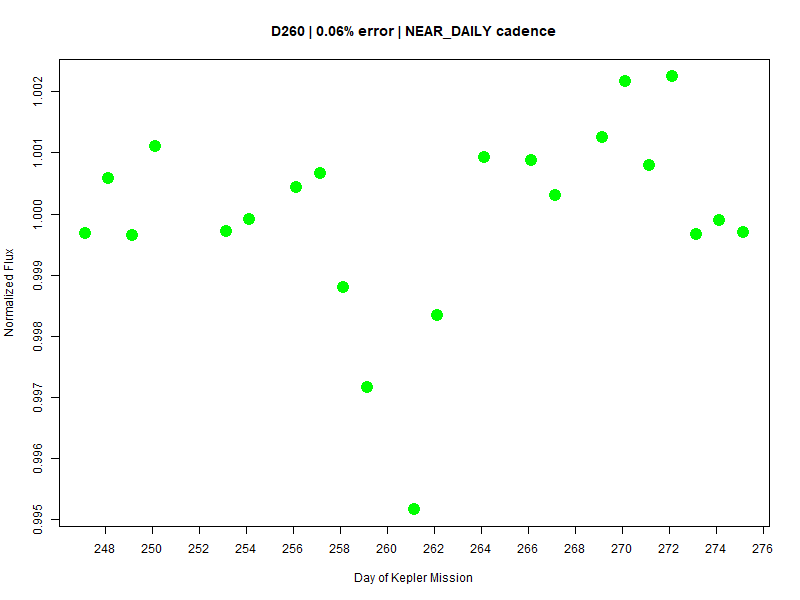 D260 | 0.06% error | NEAR_DAILY cadence
Normalized Flux
1.002
1.001
1.000
0.999
0.998
0.997
0.996
0.995
248 250 252 254 256 258 260 262 264 266 268 270 272 274 276
Day of Kepler Mission